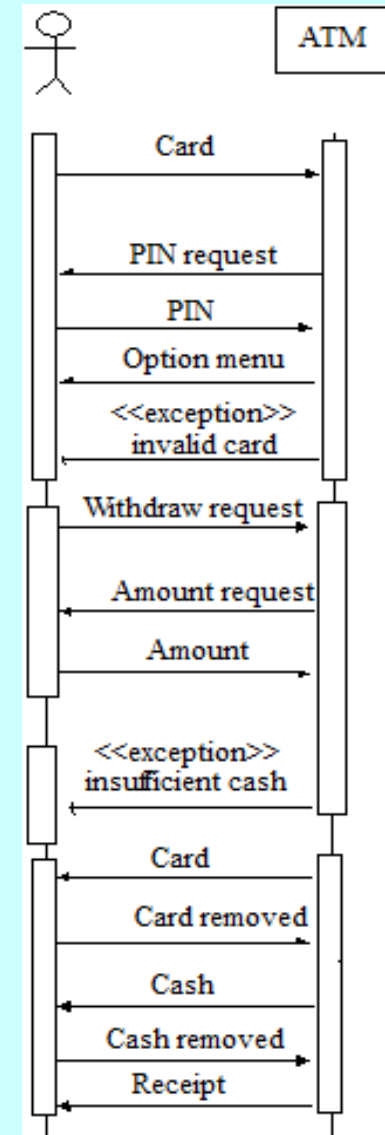 ATM
Card
PIN request
PIN
Option menu
<<exception>>
invalid card
Withdraw request
Amount request
Amount
<<exception>>
insufficient cash
Card
Card removed
Cash
Cash removed
Receipt